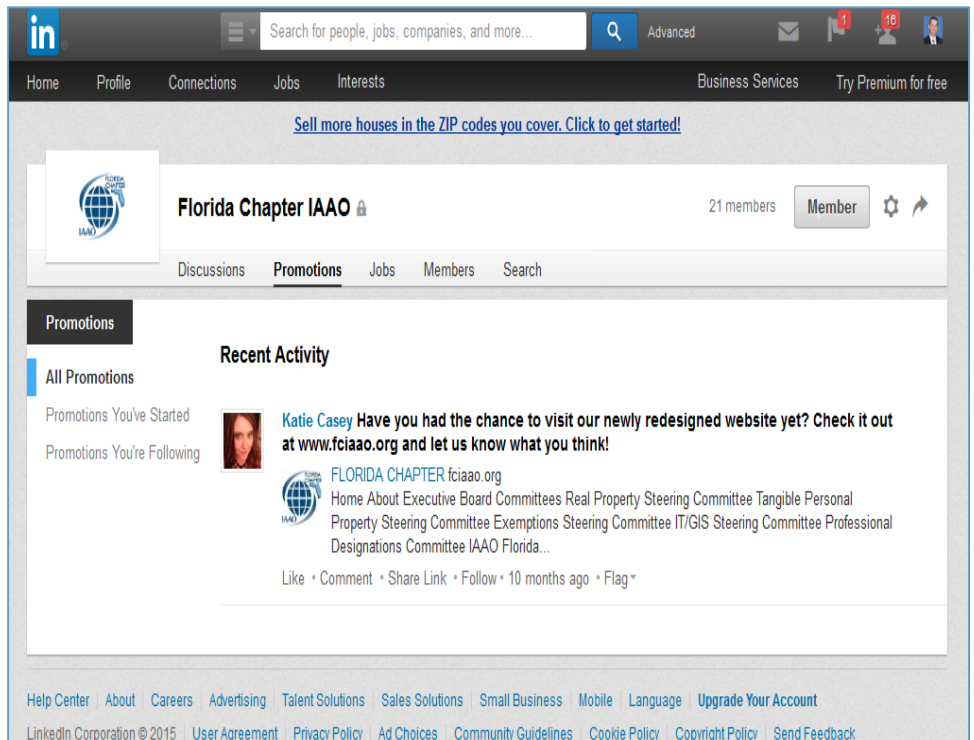 in
Search for people, jobs, companies, and more...
Advanced
1
16
Home Profile Connections Jobs Interests Business Services Try Premium for free
Sell more houses in the ZIP codes you cover. Click to get started!
FLORIDA
CHAPTER
IAAO
Florida Chapter IAAO
21 members
Member
Discussions Promotions Jobs Members Search
Promotions
All Promotions
Promotions You've Started
Promotions You're Following
Recent Activity
Katie Casey Have you had the chance to visit our newly redesigned website yet? Check it out
at www.fciaao.org and let us know what you think!
FLORIDA
CHAPTER
IAAO
FLORIDA CHAPTER fciaao.org
Home About Executive Board Committees Real Property Steering Committee Tangible Personal
Property Steering Committee Exemptions Steering Committee IT/GIS Steering Committee Professional
Designations Committee IAAO Florida...
Like • Comment • Share Link • Follow • 10 months ago • Flag
Help Center About Careers Advertising Talent Solutions Sales Solutions Small Business Mobile Language Upgrade Your Account
LinkedIn Corporation © 2015 User Agreement Privacy Policy Ad Choices Community Guidelines Cookie Policy Copyright Policy Send Feedback